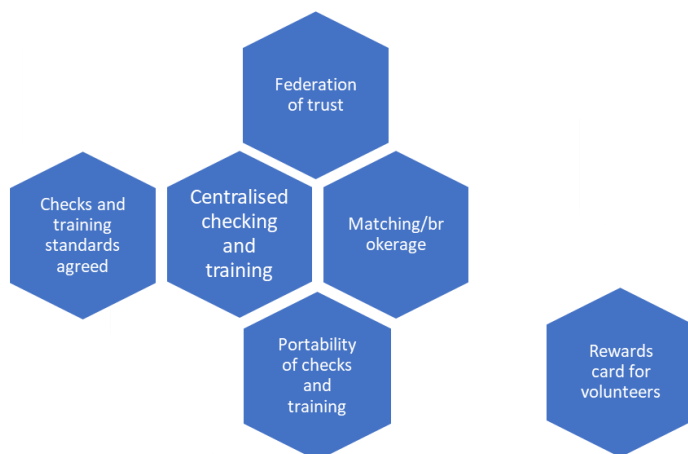 Federation
of trust
Checks and
training
standards
agreed
Centralised
checking
and
training
Matching/br
okerage
Portability
of checks
and
training
Rewards
card for
volunteers